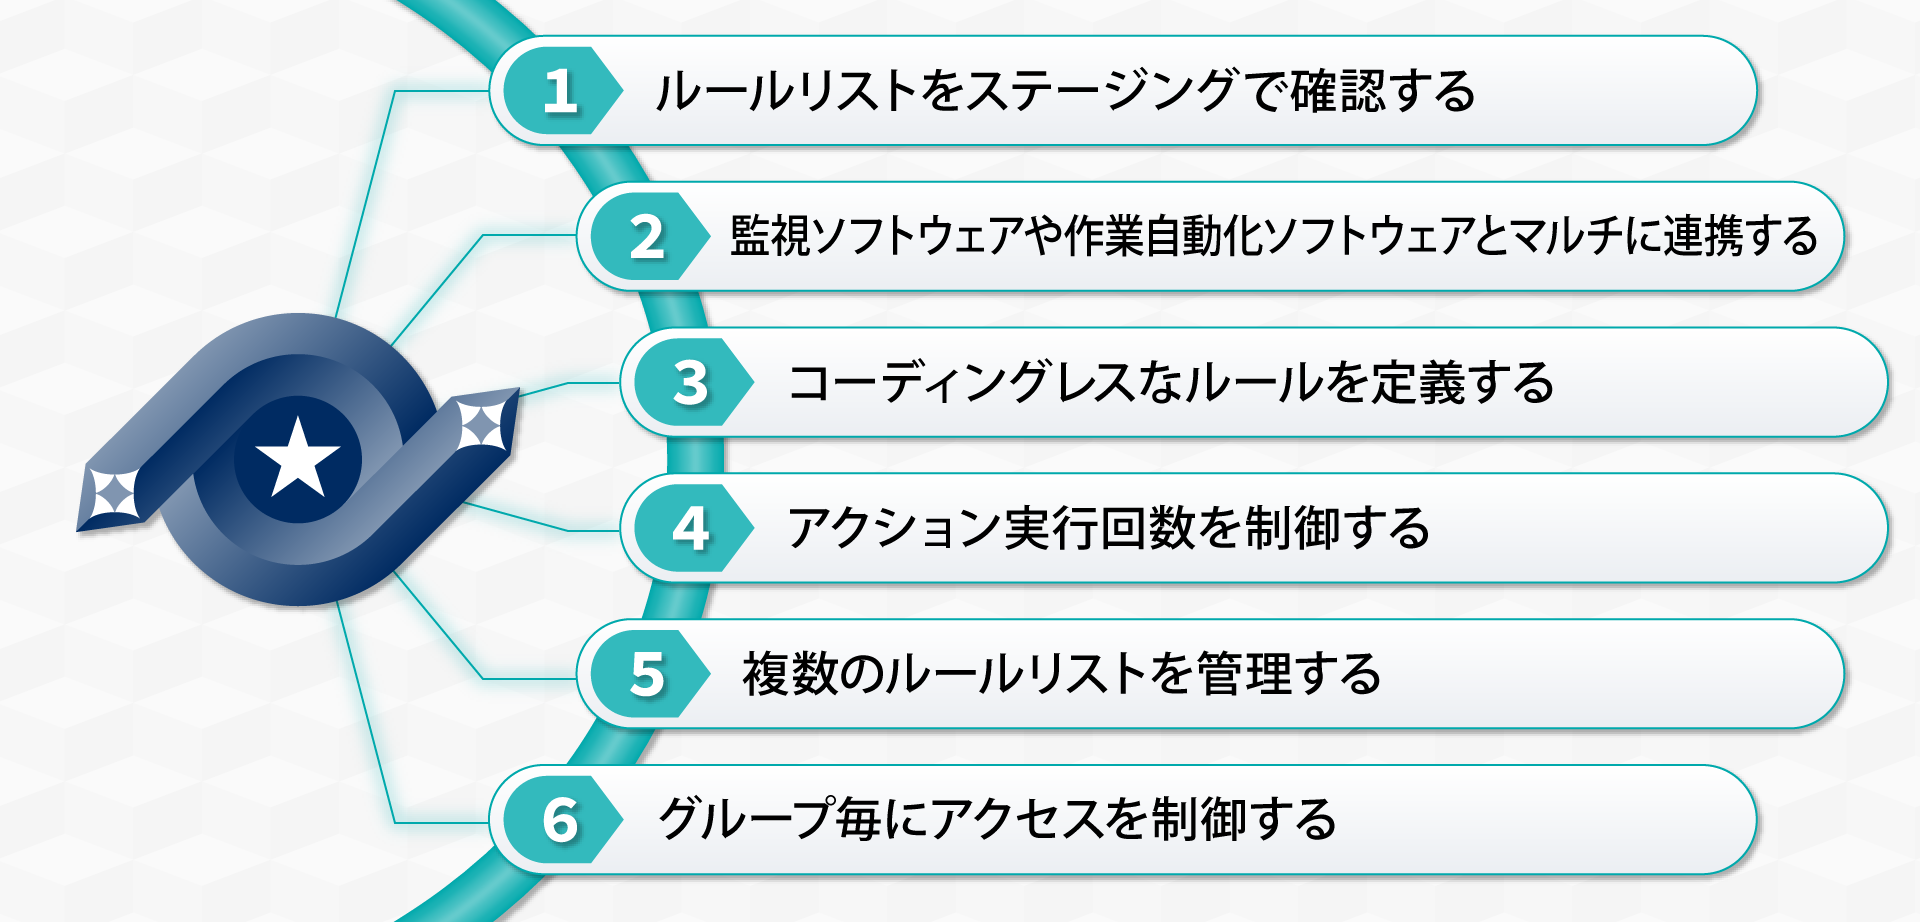 1 ルールリストをステージングで確認する
2 監視ソフトウェアや作業自動化ソフトウェアとマルチに連携する
3 コーディングレスなルールを定義する
4 アクション実行回数を制御する
5 複数のルールリストを管理する
6 グループ毎にアクセスを制御する